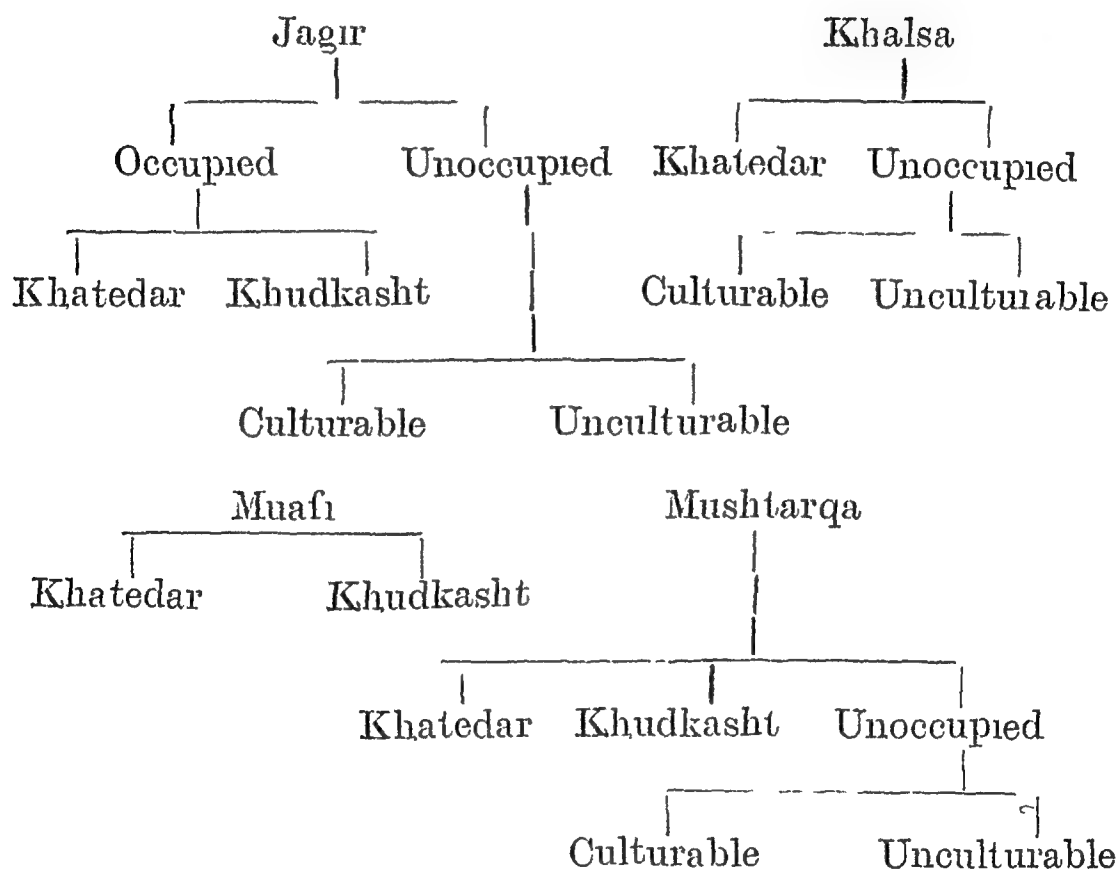 Jagir Khalsa
Occupied Unoccupied Khatedar Unoccupied
Khatedar Khudkasht Culturable Unculturable
Culturable Unculturable
Muafi Mushtarqa
Khatedar Khudkasht
Khatedar Khudkasht Unoccupied
Culturable Unculturable